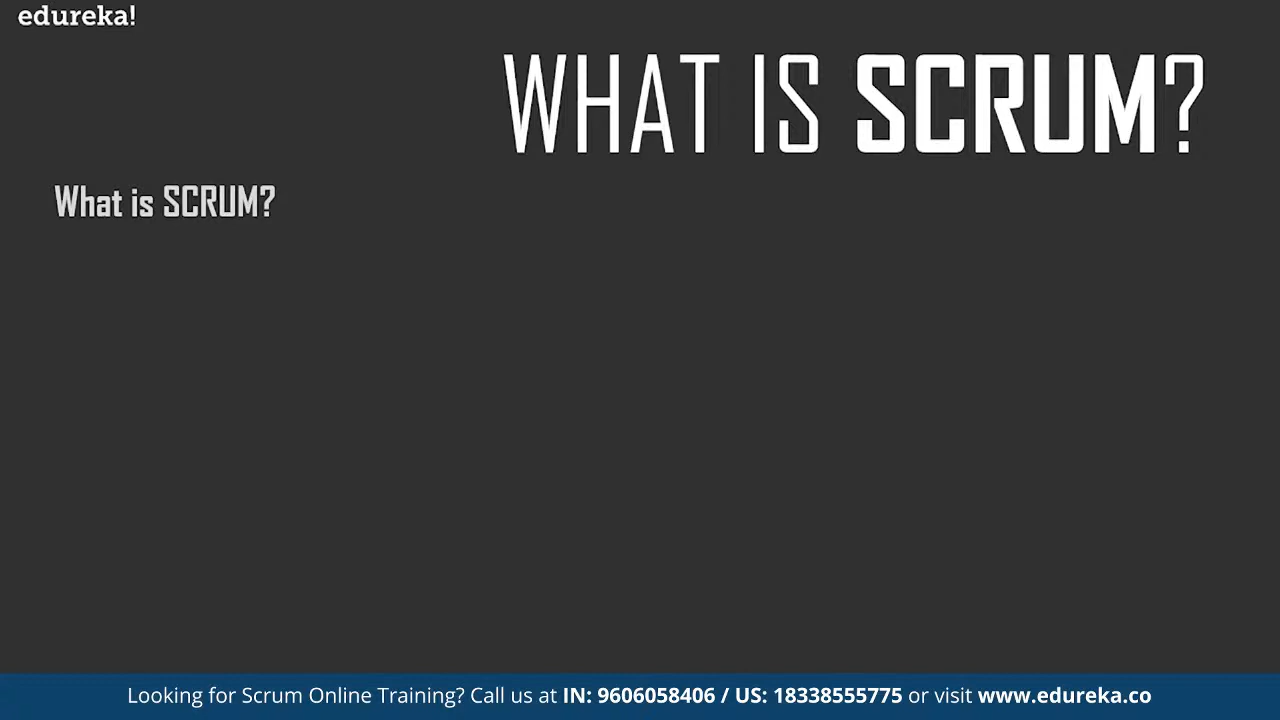 edureka!
WHAT IS SCRUM?
What is SCRUM?
Looking for Scrum Online Training? Call us at IN: 9606058406 / US: 18338555775 or visit www.edureka.co